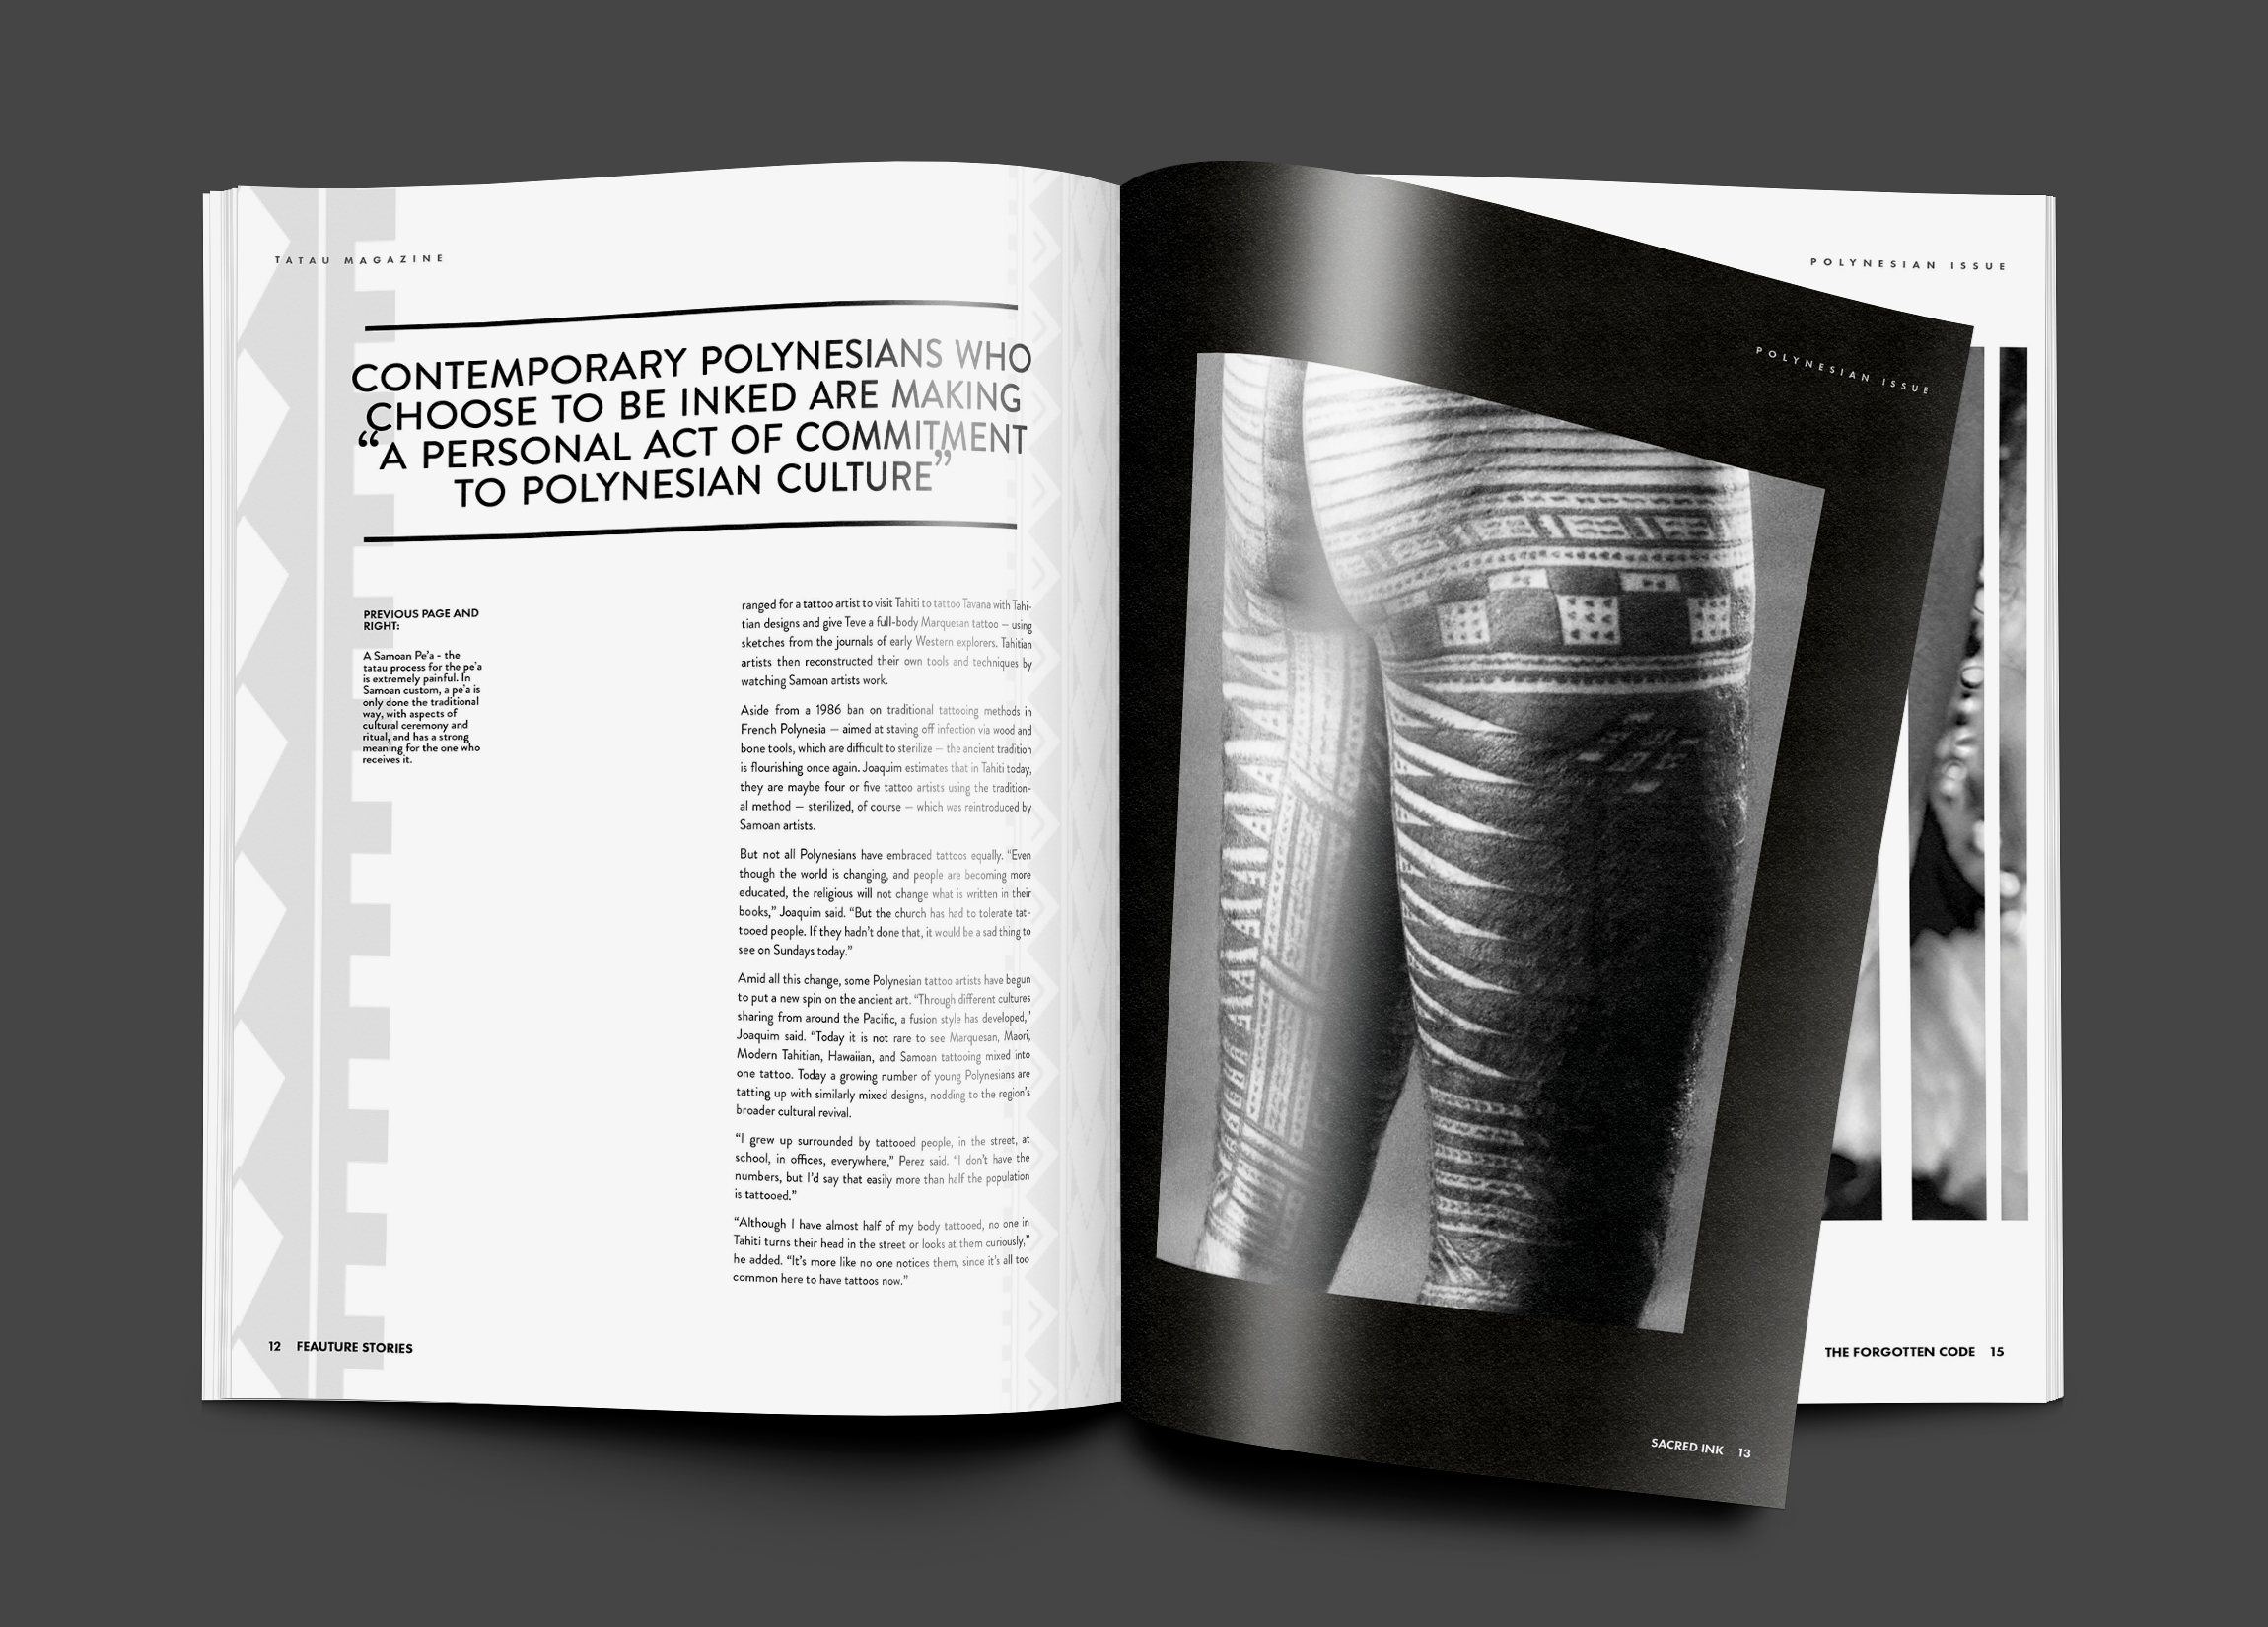 TATAU MAGAZINE
CONTEMPORARY POLYNESIANS WHO
CHOOSE TO BE INKED ARE MAKING
“A PERSONAL ACT OF COMMITMENT
TO POLYNESIAN CULTURE”
PREVIOUS PAGE AND
RIGHT:
A Samoan Pe’a - the
tatau process for the pe’a
is extremely painful. In
Samoan custom, a pe’a is
only done the traditional
way, with aspects of
cultural ceremony and
ritual, and has a strong
meaning for the one who
receives it.
ranged for a tattoo artist to visit Tahiti to tattoo Tavana with Tahi-
tian designs and give Teve a full-body Marquesan tattoo — using
sketches from the journals of early Western explorers. Tahitian
artists then reconstructed their own tools and techniques by
watching Samoan artists work.
Aside from a 1986 ban on traditional tattooing methods in
French Polynesia — aimed at staving off infection via wood and
bone tools, which are difficult to sterilize — the ancient tradition
is flourishing once again. Joaquim estimates that in Tahiti today,
they are maybe four or five tattoo artists using the tradition-
al method — sterilized, of course — which was reintroduced by
Samoan artists.
But not all Polynesians have embraced tattoos equally. “Even
though the world is changing, and people are becoming more
educated, the religious will not change what is written in their
books,” Joaquim said. “But the church has had to tolerate tat-
tooed people. If they hadn’t done that, it would be a sad thing to
see on Sundays today.”
Amid all this change, some Polynesian tattoo artists have begun
to put a new spin on the ancient art. “Through different cultures
sharing from around the Pacific, a fusion style has developed,”
Joaquim said. “Today it is not rare to see Marquesan, Maori,
Modern Tahitian, Hawaiian, and Samoan tattooing mixed into
one tattoo. Today a growing number of young Polynesians are
tatting up with similarly mixed designs, nodding to the region’s
broader cultural revival.
“I grew up surrounded by tattooed people, in the street, at
school, in offices, everywhere,” Perez said. “I don’t have the
numbers, but I’d say that easily more than half the population
is tattooed.”
“Although I have almost half of my body tattooed, no one in
Tahiti turns their head in the street or looks at them curiously,”
he added. “It’s more like no one notices them, since it’s all too
common here to have tattoos now.”
12 FEAUTURE STORIES
POLYNESIAN ISSUE
SACRED INK 13
POLYNESIAN ISSUE
THE FORGOTTEN CODE 15